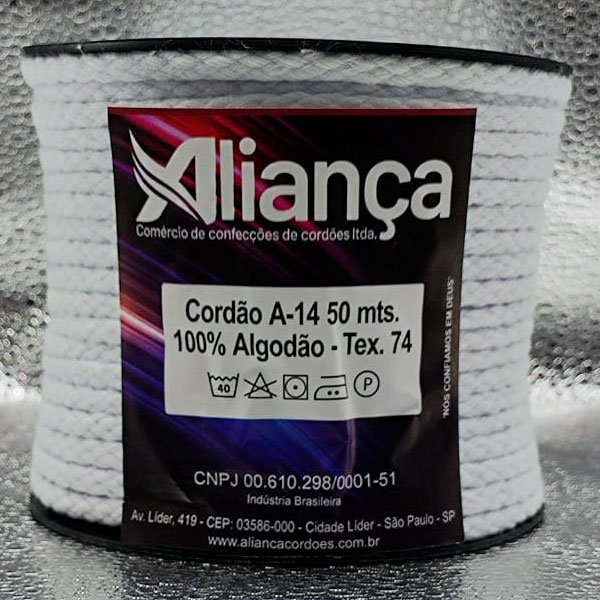 Aliança
Comércio de confecções de cordões ltda.
Cordão A-14 50 mts.
100% Algodão - Tex. 74
40
P
"NÓS CONFIAMOS EM DEUS"
CNPJ 00.610.298/0001-51
Indústria Brasileira
Av. Líder, 419 - CEP: 03586-000 - Cidade Líder - São Paulo - SP
www.aliancacordoes.com.br